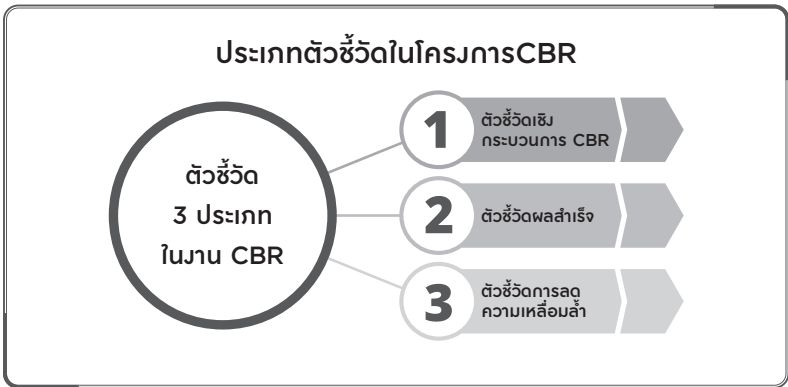 ประเภทตัวชี้วัดในโครงการCBR
ตัวชี้วัด
3 ประเภท
ในงาน CBR
1
ตัวชี้วัดเชิง
กระบวนการ CBR
2
ตัวชี้วัดผลสำเร็จ
3
ตัวชี้วัดการลด
ความเหลื่อมล้ำ